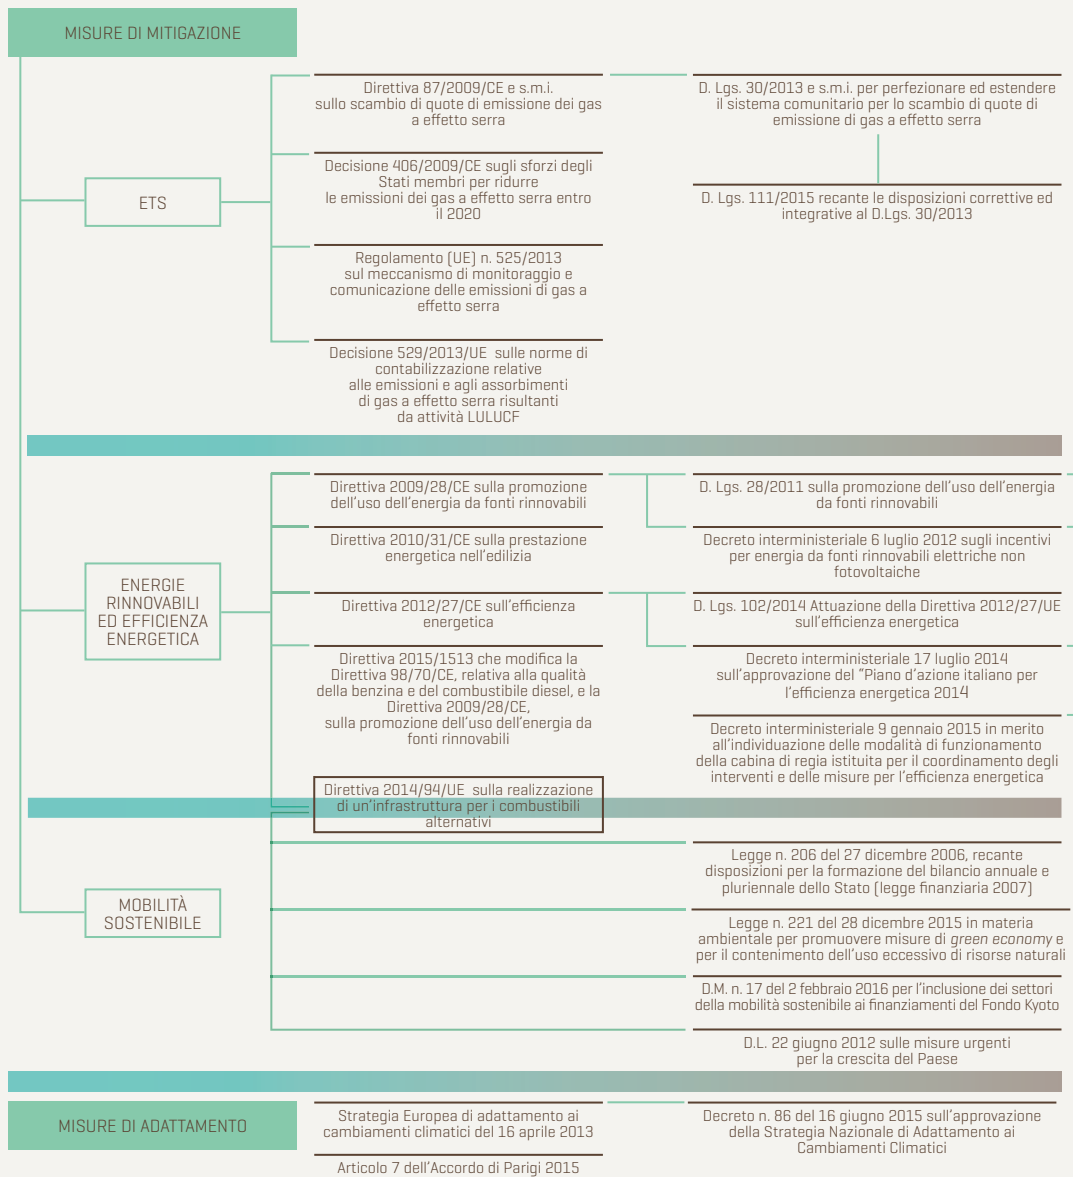 MISURE DI MITIGAZIONE
ETS
Direttiva 87/2009/CE e s.m.i.
sullo scambio di quote di emissione dei gas
a effetto serra
D. Lgs. 30/2013 e s.m.i. per perfezionare ed estendere
il sistema comunitario per lo scambio di quote di
emissione di gas a effetto serra
D. Lgs. 111/2015 recante le disposizioni correttive ed
integrative al D.Lgs. 30/2013
Decisione 406/2009/CE sugli sforzi degli
Stati membri per ridurre
le emissioni dei gas a effetto serra entro
il 2020
Regolamento (UE) n. 525/2013
sul meccanismo di monitoraggio e
comunicazione delle emissioni di gas a
effetto serra
Decisione 529/2013/UE sulle norme di
contabilizzazione relative
alle emissioni e agli assorbimenti
di gas a effetto serra risultanti
da attività LULUCF
ENERGIE
RINNOVABILI
ED EFFICIENZA
ENERGETICA
Direttiva 2009/28/CE sulla promozione
dell'uso dell'energia da fonti rinnovabili
D. Lgs. 28/2011 sulla promozione dell'uso dell'energia
da fonti rinnovabili
Decreto interministeriale 6 luglio 2012 sugli incentivi
per energia da fonti rinnovabili elettriche non
fotovoltaiche
Direttiva 2010/31/CE sulla prestazione
energetica nell'edilizia
Direttiva 2012/27/CE sull'efficienza
energetica
D. Lgs. 102/2014 Attuazione della Direttiva 2012/27/UE
sull'efficienza energetica
Decreto interministeriale 17 luglio 2014
sull'approvazione del "Piano d'azione italiano per
l'efficienza energetica 2014
Direttiva 2015/1513 che modifica la
Direttiva 98/70/CE, relativa alla qualità
della benzina e del combustibile diesel, e la
Direttiva 2009/28/CE,
sulla promozione dell'uso dell'energia da
fonti rinnovabili
Decreto interministeriale 9 gennaio 2015 in merito
all'individuazione delle modalità di funzionamento
della cabina di regia istituita per il coordinamento degli
interventi e delle misure per l'efficienza energetica
Direttiva 2014/94/UE sulla realizzazione
di un'infrastruttura per i combustibili
alternativi
MOBILITÀ
SOSTENIBILE
Legge n. 206 del 27 dicembre 2006, recante
disposizioni per la formazione del bilancio annuale e
pluriennale dello Stato (legge finanziaria 2007)
Legge n. 221 del 28 dicembre 2015 in materia
ambientale per promuovere misure di green economy e
per il contenimento dell'uso eccessivo di risorse naturali
D.M. n. 17 del 2 febbraio 2016 per l'inclusione dei settori
della mobilità sostenibile ai finanziamenti del Fondo Kyoto
D.L. 22 giugno 2012 sulle misure urgenti
per la crescita del Paese
MISURE DI ADATTAMENTO
Strategia Europea di adattamento ai
cambiamenti climatici del 16 aprile 2013
Articolo 7 dell'Accordo di Parigi 2015
Decreto n. 86 del 16 giugno 2015 sull'approvazione
della Strategia Nazionale di Adattamento ai
Cambiamenti Climatici